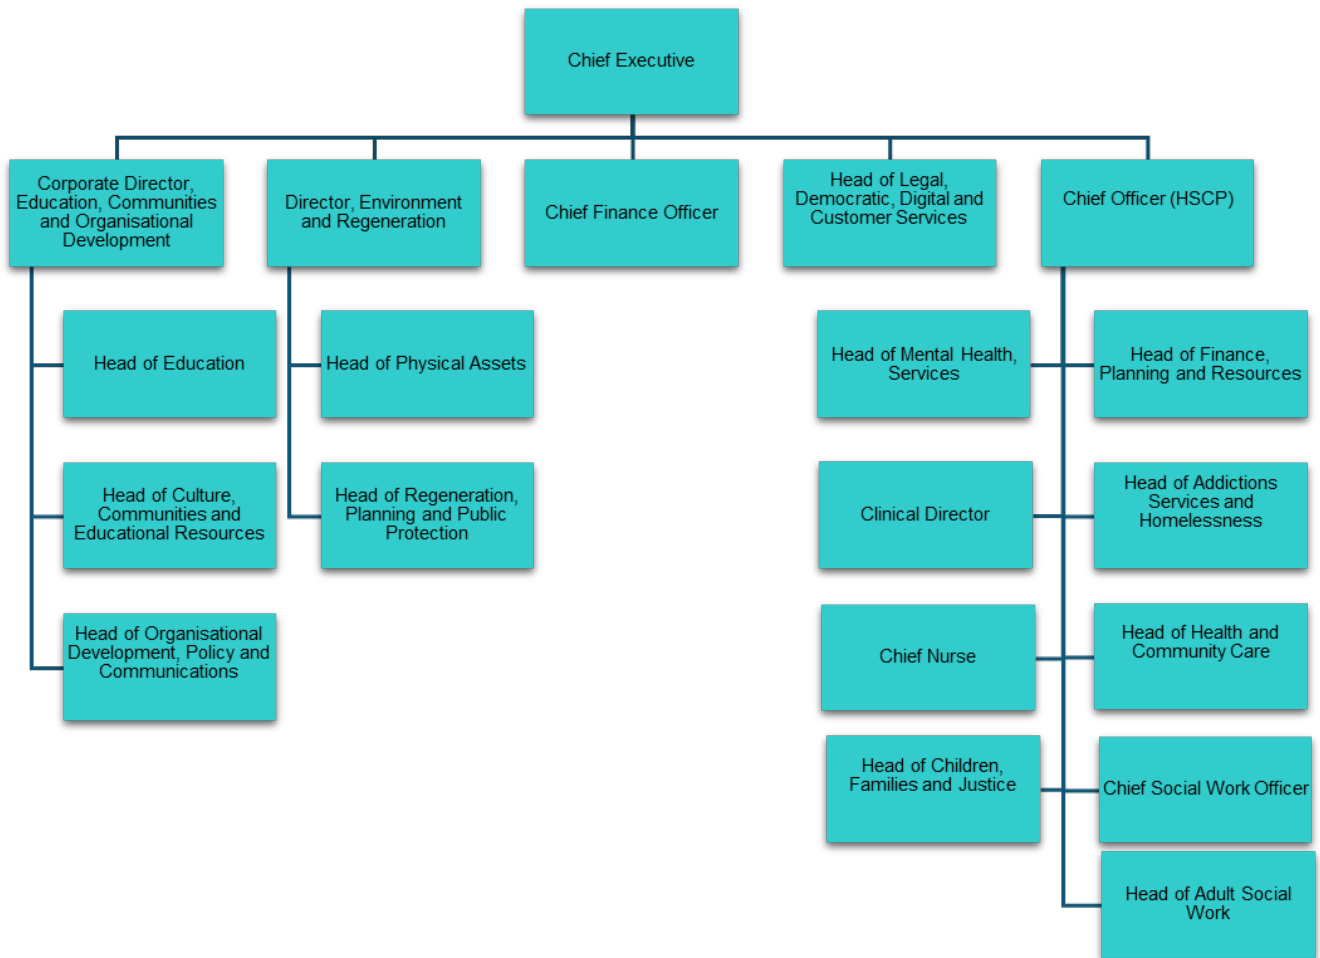 Chief Executive
Corporate Director,
Education, Communities
and Organisational
Development
Director, Environment
and Regeneration
Chief Finance Officer
Head of Legal,
Democratic, Digital and
Customer Services
Chief Officer (HSCP)
Head of Education
Head of Physical Assets
Head of Mental Health,
Services
Head of Finance,
Planning and Resources
Head of Culture,
Communities and
Educational Resources
Head of Regeneration,
Planning and Public
Protection
Clinical Director
Head of Addictions
Services and
Homelessness
Head of Organisational
Development, Policy and
Communications
Chief Nurse
Head of Health and
Community Care
Head of Children,
Families and Justice
Chief Social Work Officer
Head of Adult Social
Work